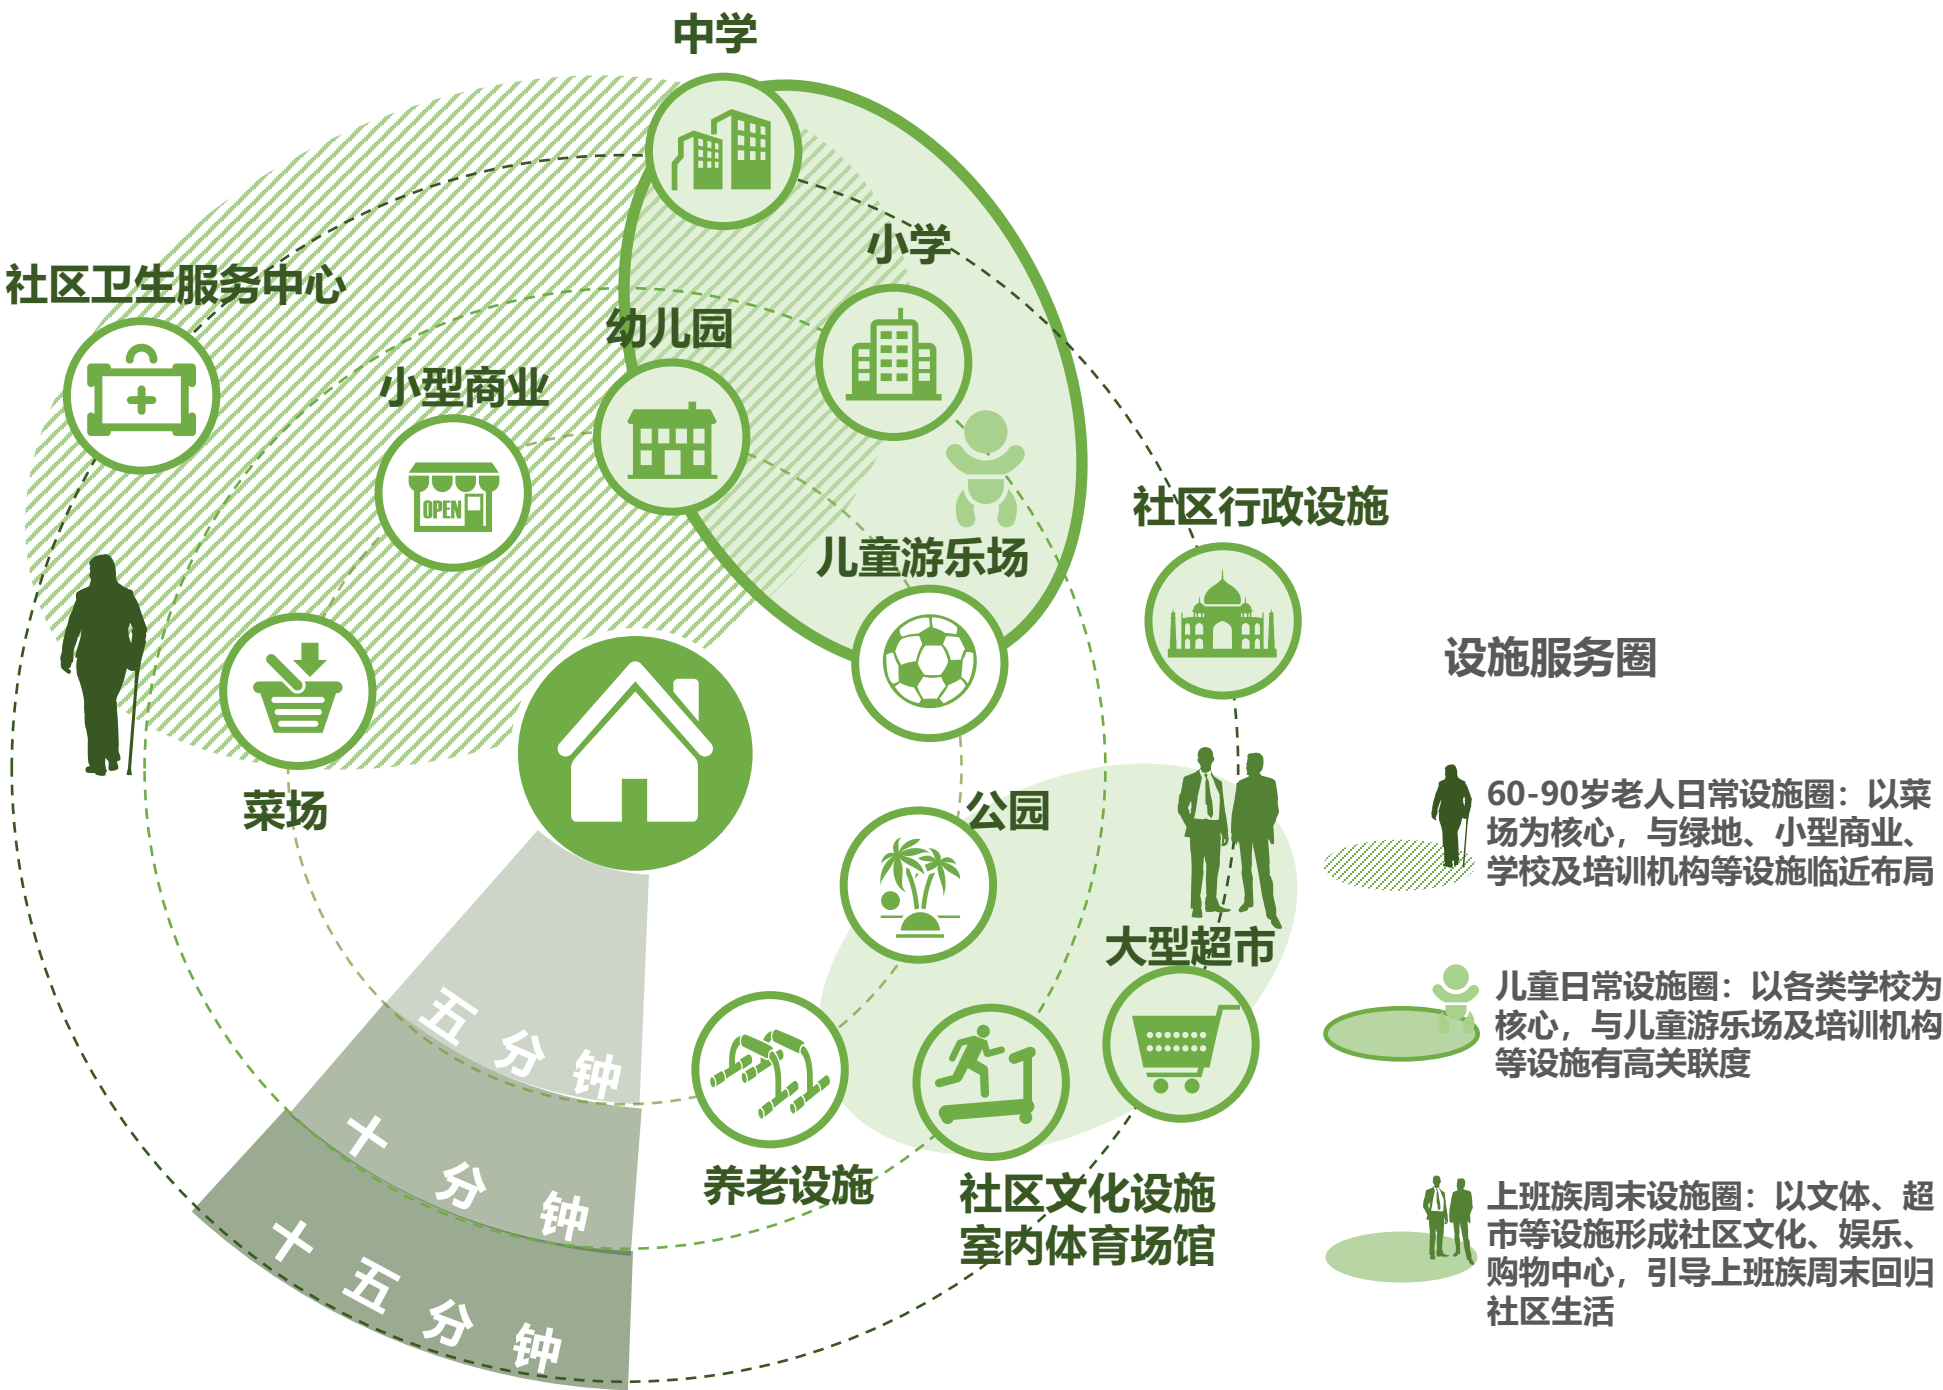 中学
小学
社区卫生服务中心
幼儿园
小型商业
OPEN
社区行政设施
儿童游乐场
菜场
公园
大型超市
五分钟
十分钟
十五分钟
养老设施
社区文化设施
室内体育场馆
设施服务圈
60-90岁老人日常设施圈：以菜
场为核心，与绿地、小型商业、
学校及培训机构等设施临近布局
儿童日常设施圈：以各类学校为
核心，与儿童游乐场及培训机构
等设施有高关联度
上班族周末设施圈：以文体、超
市等设施形成社区文化、娱乐、
购物中心，引导上班族周末回归
社区生活